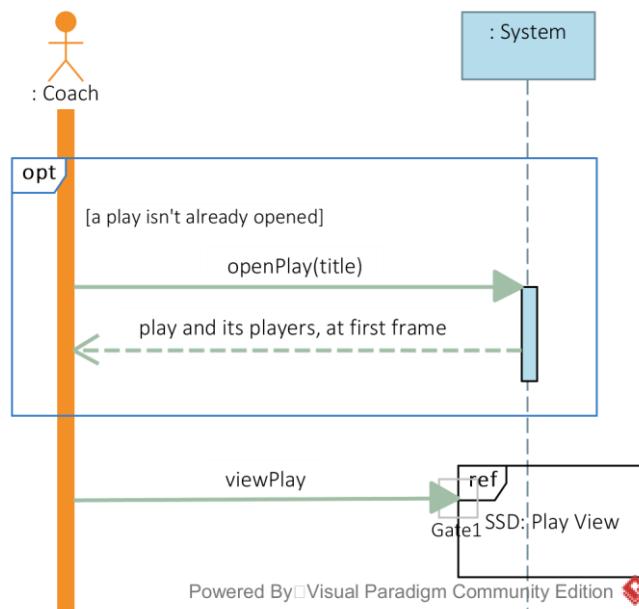 : System
: Coach
opt
[a play isn't already opened]
openPlay(title)
play and its players, at first frame
viewPlay
ref
Gate1
SSD: Play View
Powered By Visual Paradigm Community Edition